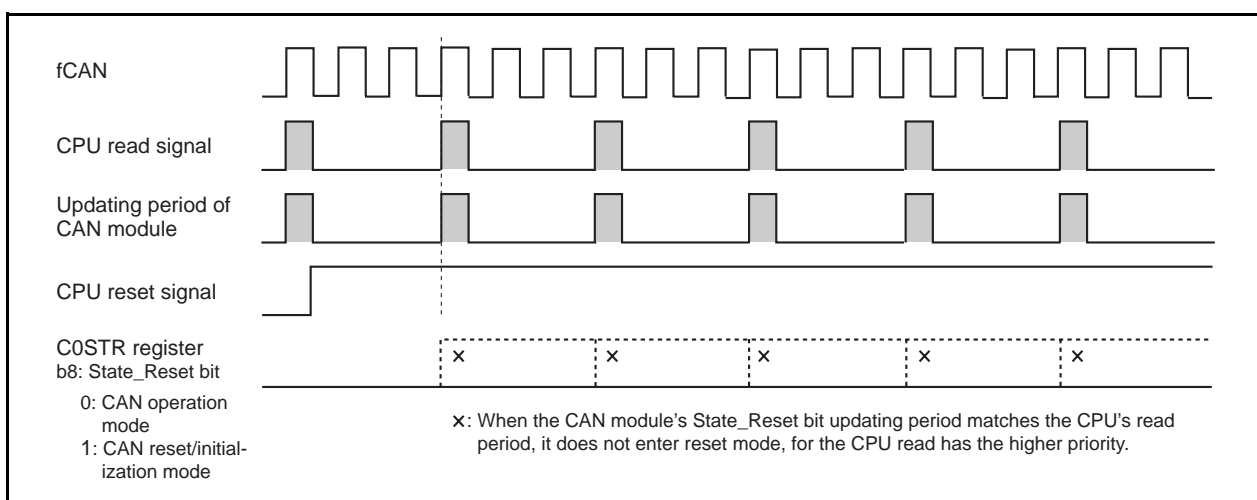 fCAN
CPU read signal
Updating period of
CAN module
CPU reset signal
C0STR register
b8: State_Reset bit
0: CAN operation
mode
1: CAN reset/initial-
ization mode
×: When the CAN module's State_Reset bit updating period matches the CPU's read
period, it does not enter reset mode, for the CPU read has the higher priority.